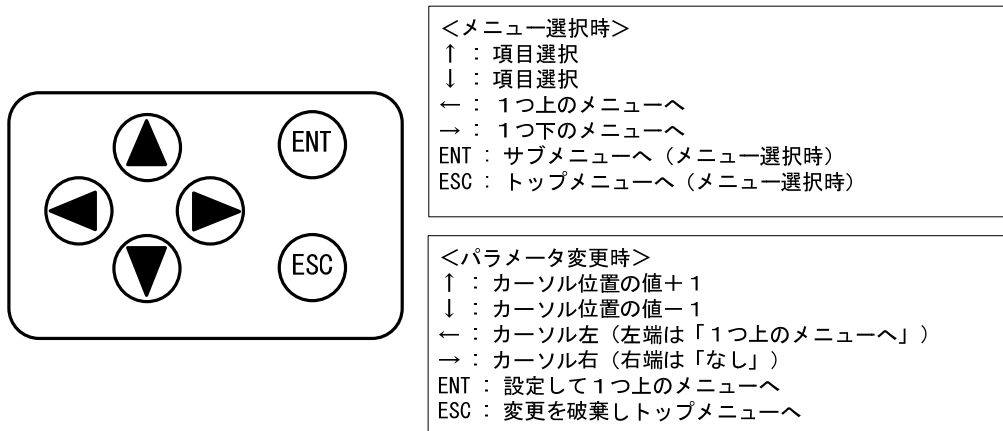 ENT
ESC
＜メニュー選択時＞
↑ ： 項目選択
↓ ： 項目選択
← ： １つ上のメニューへ
→ ： １つ下のメニューへ
ENT ： サブメニューへ（メニュー選択時）
ESC ： トップメニューへ（メニュー選択時）
＜パラメータ変更時＞
↑ ： カーソル位置の値＋１
↓ ： カーソル位置の値－１
← ： カーソル左（左端は「１つ上のメニューへ」）
→ ： カーソル右（右端は「なし」）
ENT ： 設定して１つ上のメニューへ
ESC ： 変更を破棄しトップメニューへ